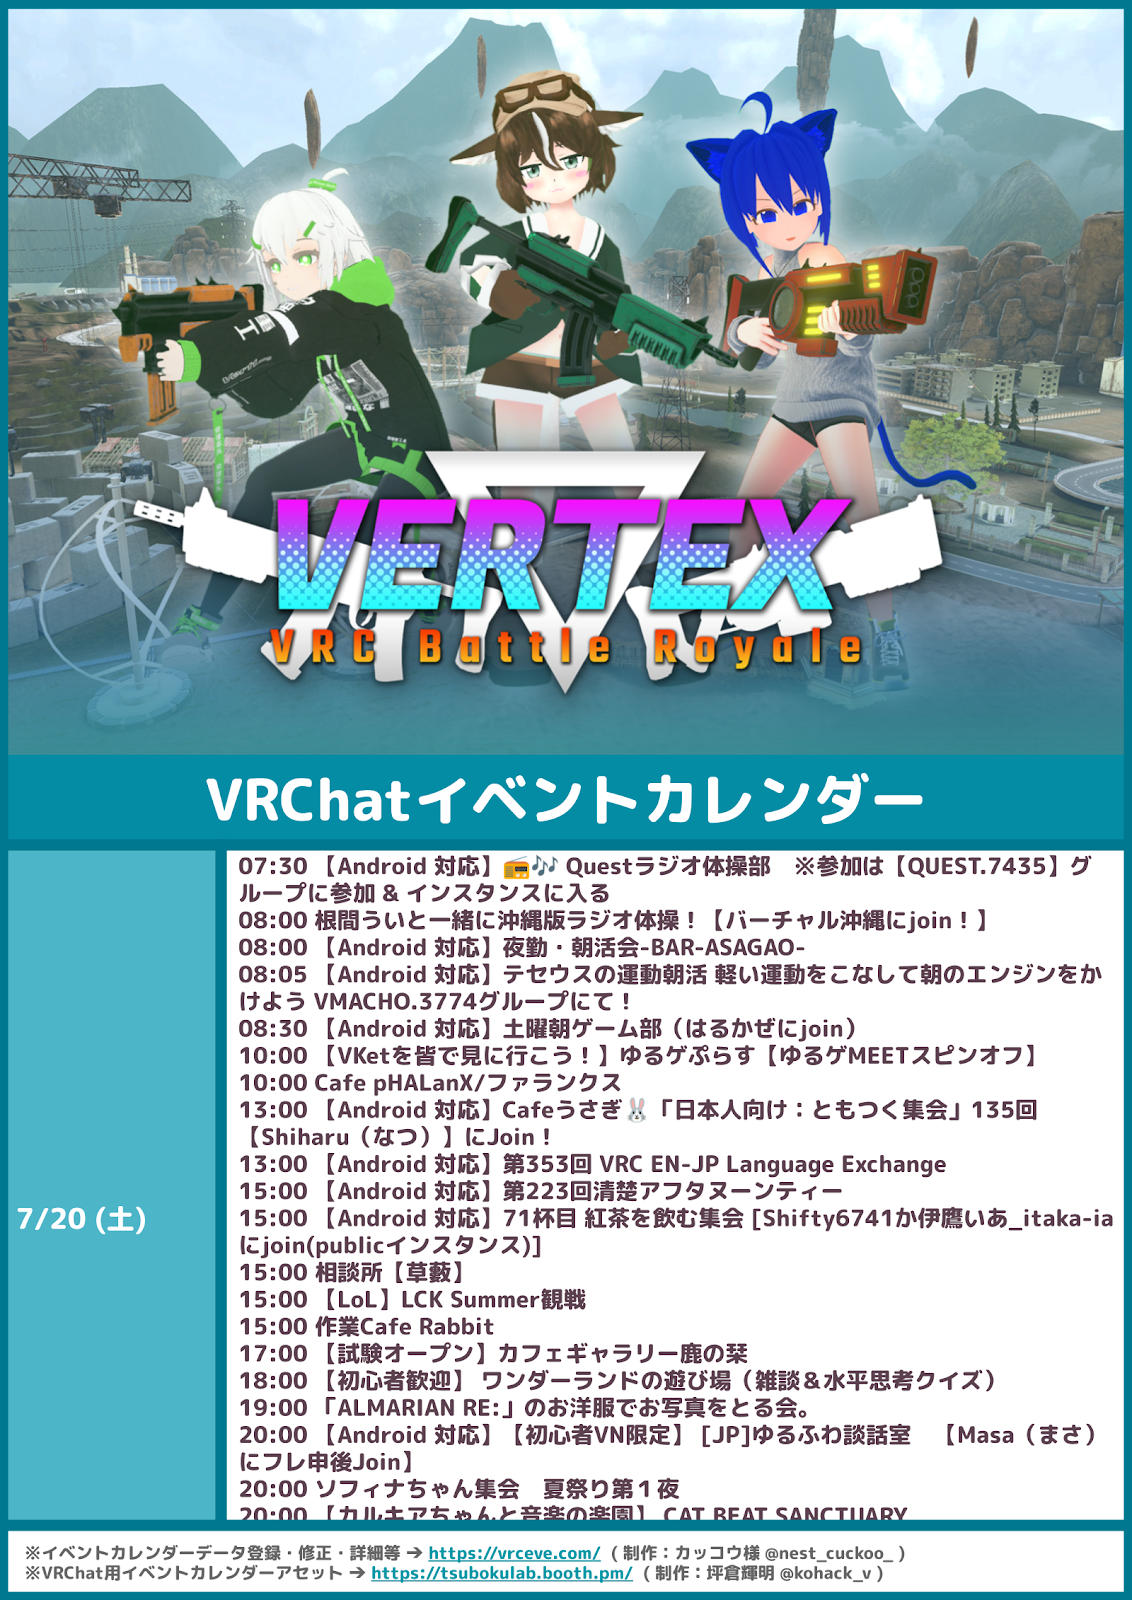 VERTEX
VRC Battle Royale
VRChatイベントカレンダー
7/20 (土)
07:30 【Android 対応】📻🎶 Questラジオ体操部　※参加は【QUEST.7435】グ
ループに参加 & インスタンスに入る
08:00 根間ういと一緒に沖縄版ラジオ体操！【バーチャル沖縄にjoin！】
08:00 【Android 対応】夜勤・朝活会-BAR-ASAGAO-
08:05 【Android 対応】テセウスの運動朝活 軽い運動をこなして朝のエンジンをか
けよう VMACHO.3774グループにて！
08:30 【Android 対応】土曜朝ゲーム部（はるかぜにjoin）
10:00 【VKetを皆で見に行こう！】ゆるゲぷらす【ゆるゲMEETスピンオフ】
10:00 Cafe pHALanX/ファランクス
13:00 【Android 対応】Cafeうさぎ🐰「日本人向け：ともつく集会」135回
【Shiharu（なつ）】にJoin！
13:00 【Android 対応】第353回 VRC EN-JP Language Exchange
15:00 【Android 対応】第223回清楚アフタヌーンティー
15:00 【Android 対応】71杯目 紅茶を飲む集会 [Shifty6741か伊鷹いあ_itaka-ia
にjoin(publicインスタンス)]
15:00 相談所【草藪】
15:00 【LoL】LCK Summer観戦
15:00 作業Cafe Rabbit
17:00 【試験オープン】カフェギャラリー鹿の栞
18:00 【初心者歓迎】 ワンダーランドの遊び場（雑談＆水平思考クイズ）
19:00 「ALMARIAN RE:」のお洋服でお写真をとる会。
20:00 【Android 対応】【初心者VN限定】 [JP]ゆるふわ談話室　【Masa（まさ）
にフレ申後Join】
20:00 ソフィナちゃん集会　夏祭り第１夜
20:00 【カルキアちゃんと音楽の楽園】 CAT BEAT SANCTUARY
※イベントカレンダーデータ登録・修正・詳細等 → https://vrceve.com/ ( 制作：カッコウ様 @nest_cuckoo_ )
※VRChat用イベントカレンダーアセット → https://tsubokulab.booth.pm/ ( 制作：坪倉輝明 @kohack_v )